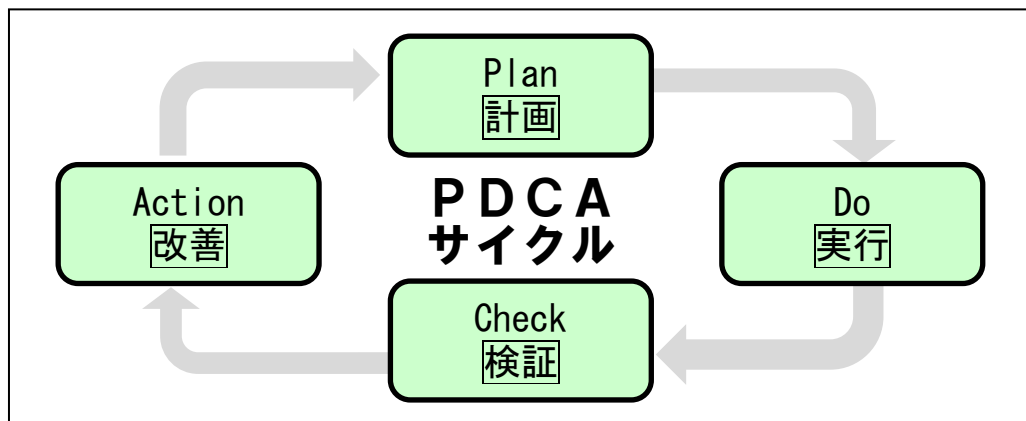 Plan
計画
Action
改善
ＰＤＣＡ
サイクル
Do
実行
Check
検証